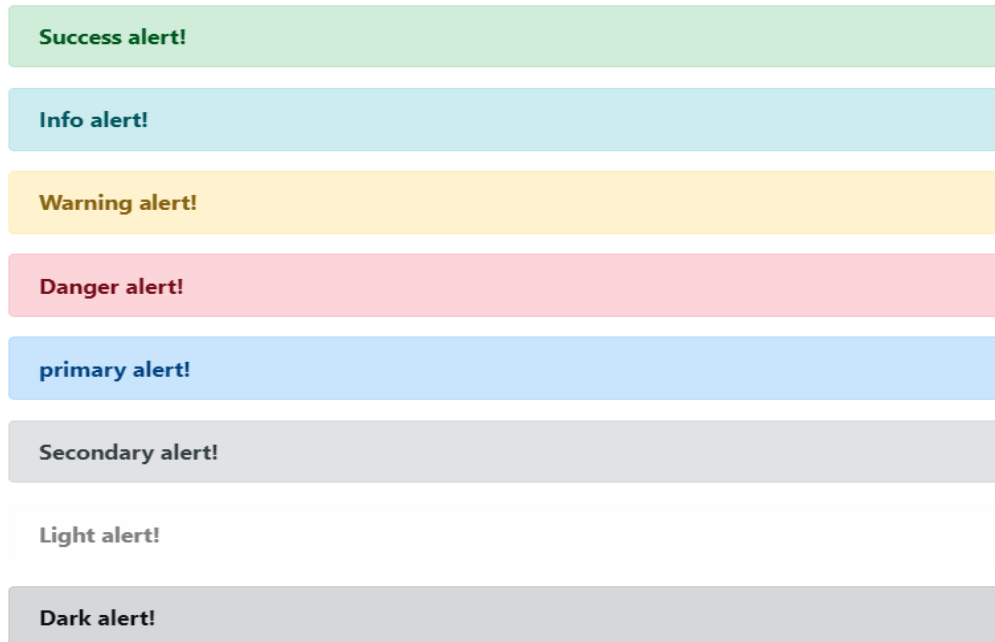 Success alert!
Info alert!
Warning alert!
Danger alert!
primary alert!
Secondary alert!
Light alert!
Dark alert!